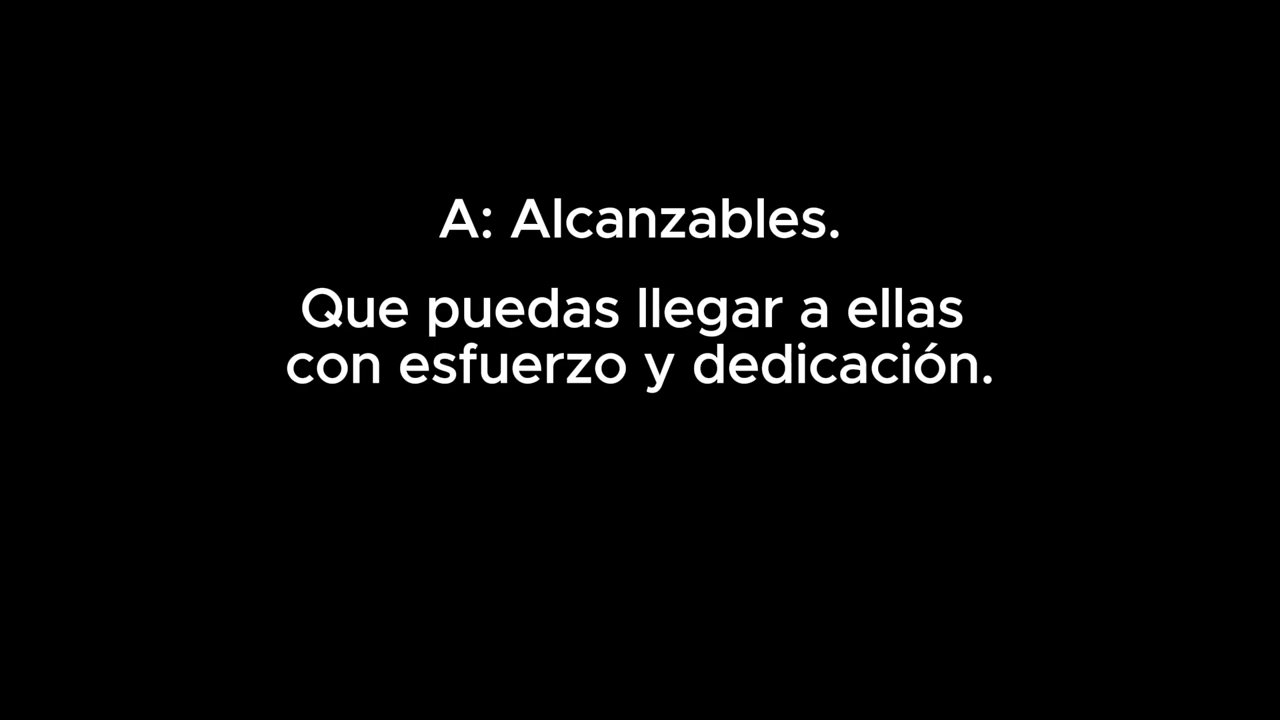 A: Alcanzables.
Que puedas llegar a ellas
con esfuerzo y dedicación.